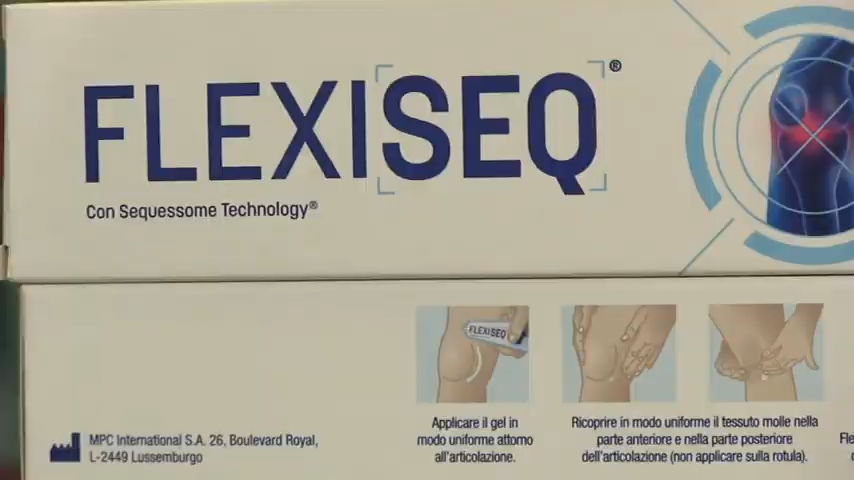 FLEXISEQ®
Con Sequessome Technology®
FLEXISEQ
Applicare il gel in
modo uniforme attorno
all'articolazione.
Ricoprire in modo uniforme il tessuto molle nella
parte anteriore e nella parte posteriore
dell'articolazione (non applicare sulla rotula).
Fle
MPC International S.A. 26, Boulevard Royal,
L-2449 Lussemburgo